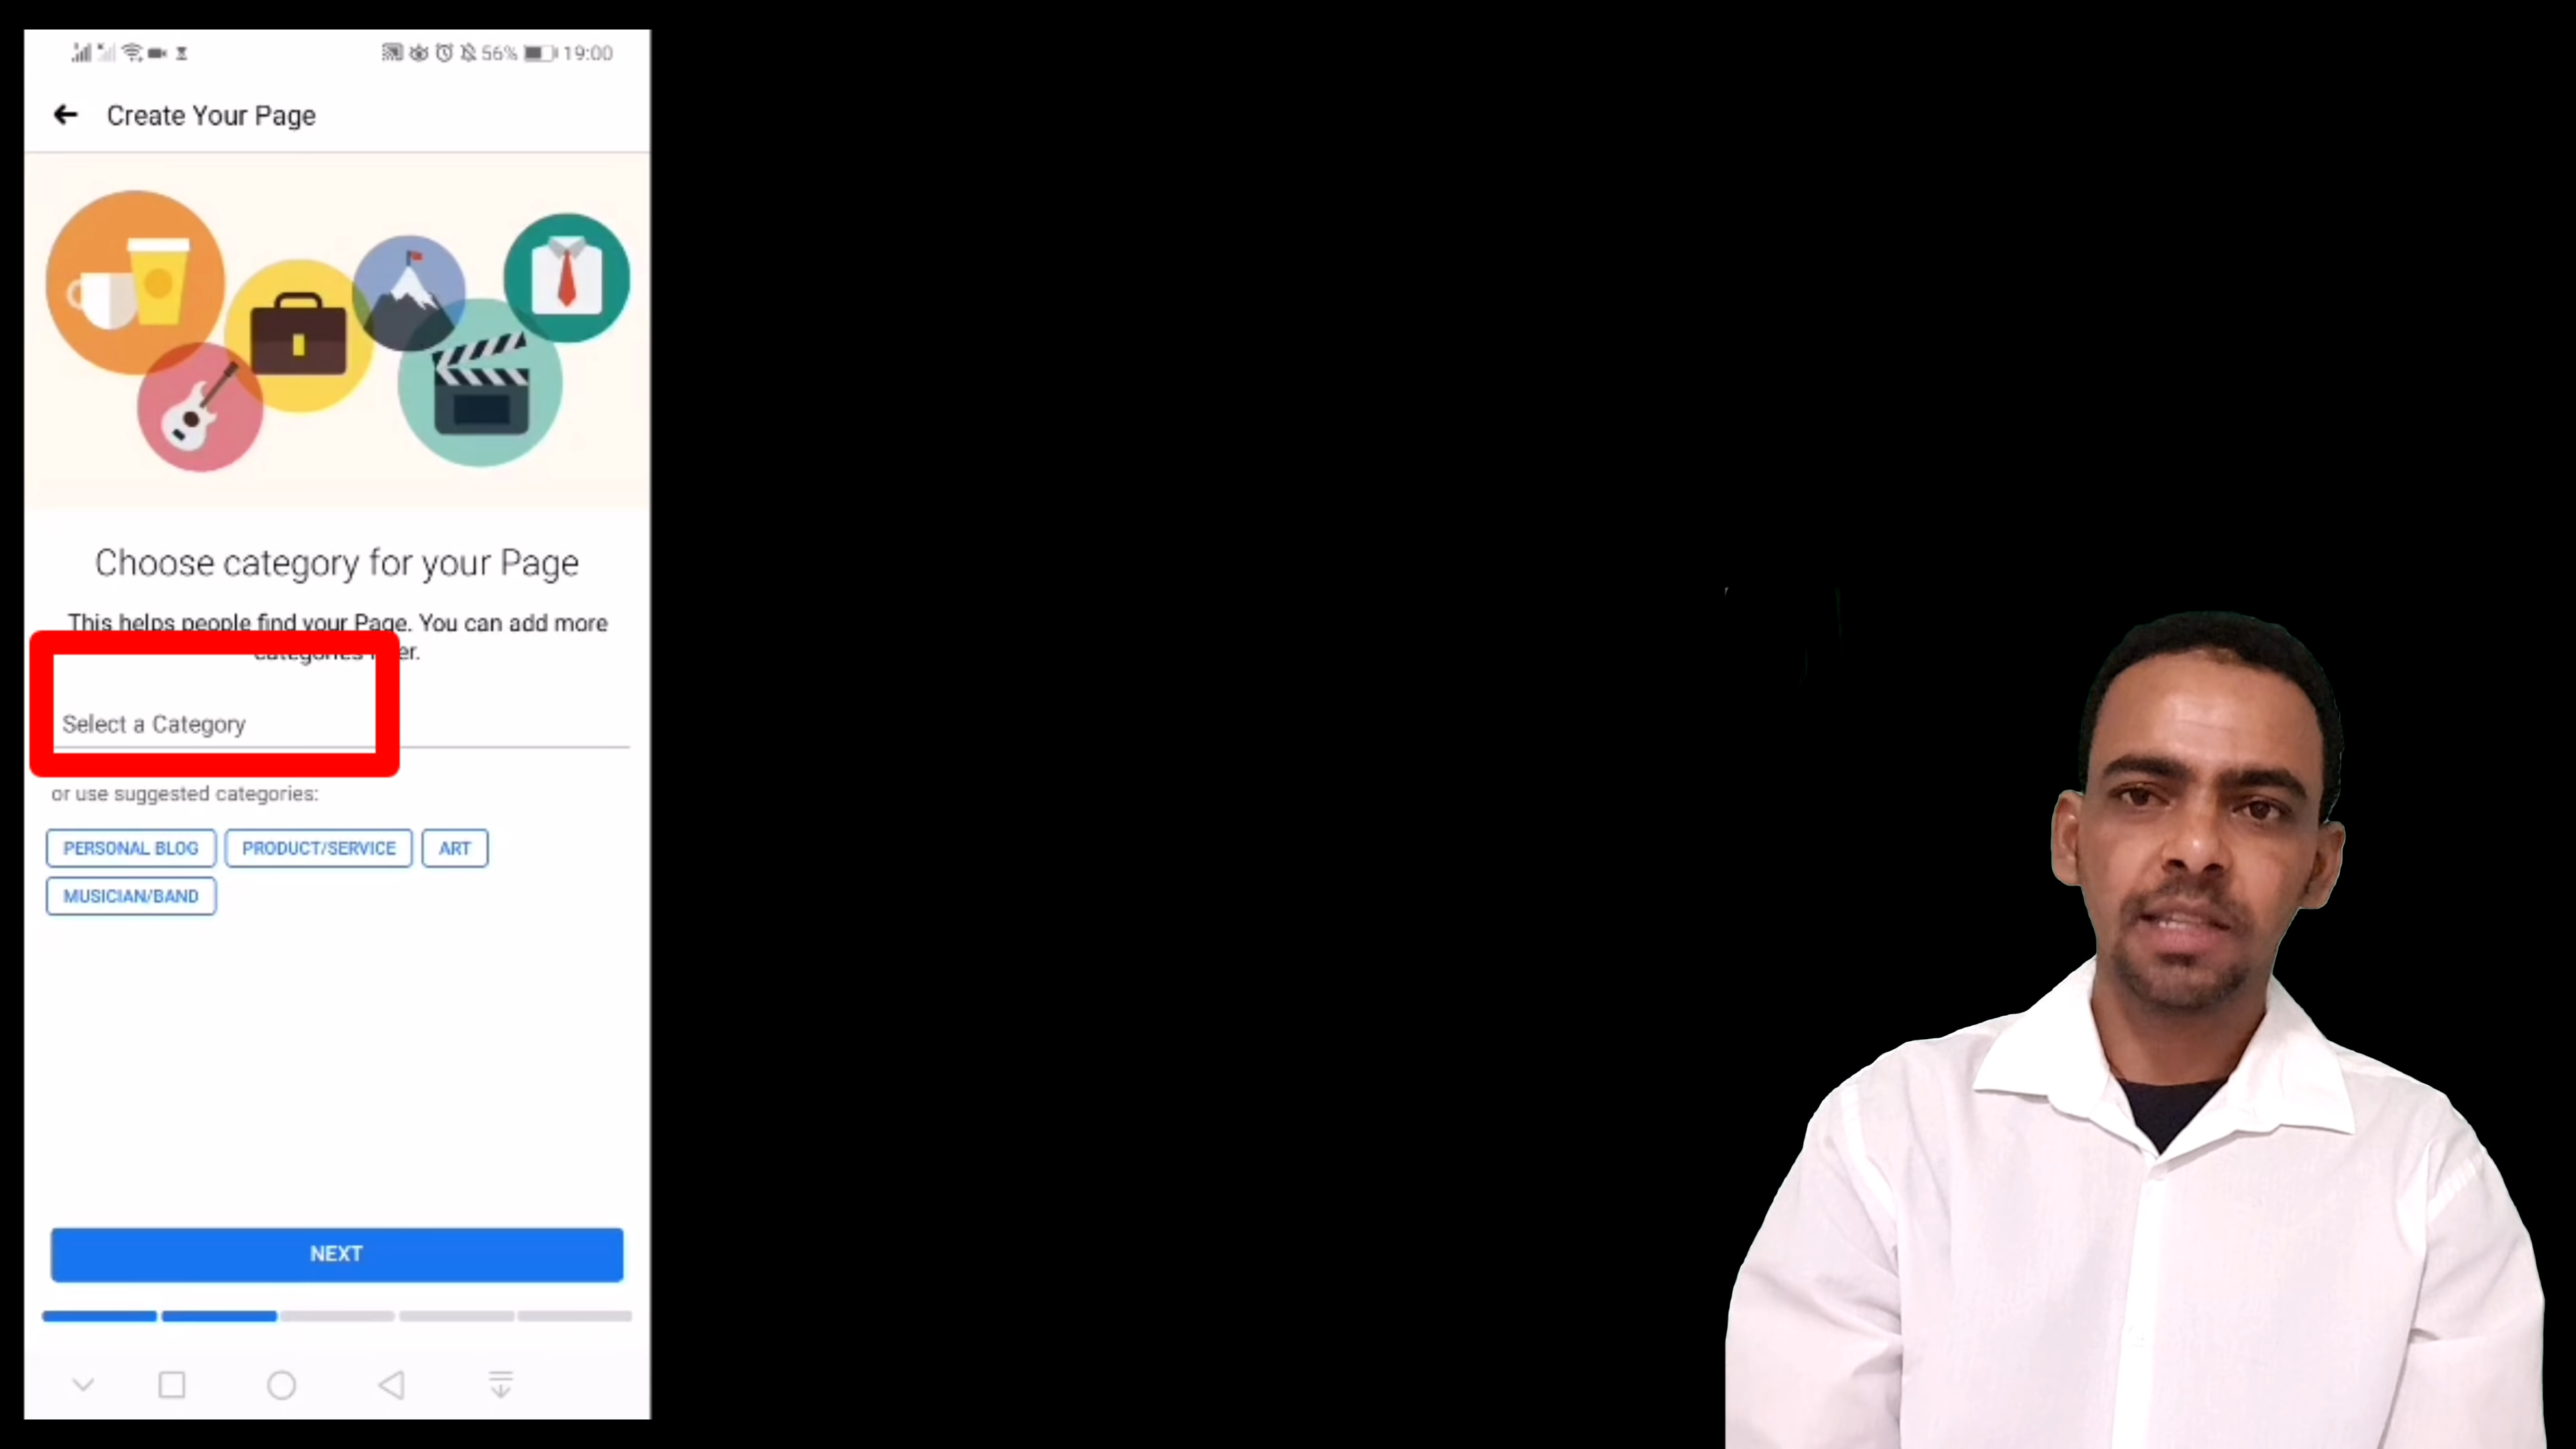 56% 19:00
Create Your Page
Choose category for your Page
This helps people find your Page. You can add more
categories er.
Select a Category
or use suggested categories:
PERSONAL BLOG PRODUCT/SERVICE ART
MUSICIAN/BAND
NEXT